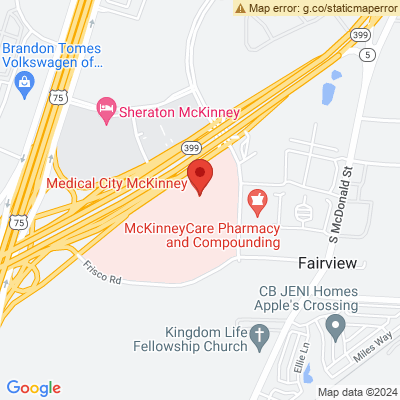 Map error: g.co/staticmaperror
399
5
Brandon Tomes
Volkswagen of...
75
Sheraton McKinney
399
Medical City McKinney
McKinneyCare Pharmacy
and Compounding
S McDonald St
75
Frisco Rd
Fairview
CB JENI Homes
Apple's Crossing
Kingdom Life
Fellowship Church
Ellie Ln
Miles Way
Google
Map data ©2024